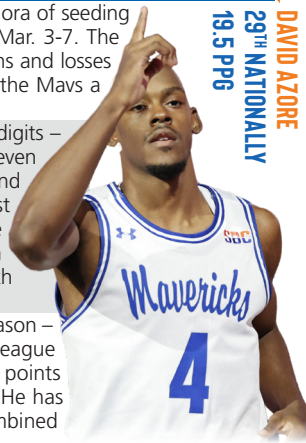 ora of seeding
Mar. 3-7. The
ns and losses
the Mavs a
digits –
even
nd
st
ason –
eague
points
He has
mbined
DAVID AZORE
29TH NATIONALLY
19.5 PPG
SBC
Mavericks
4